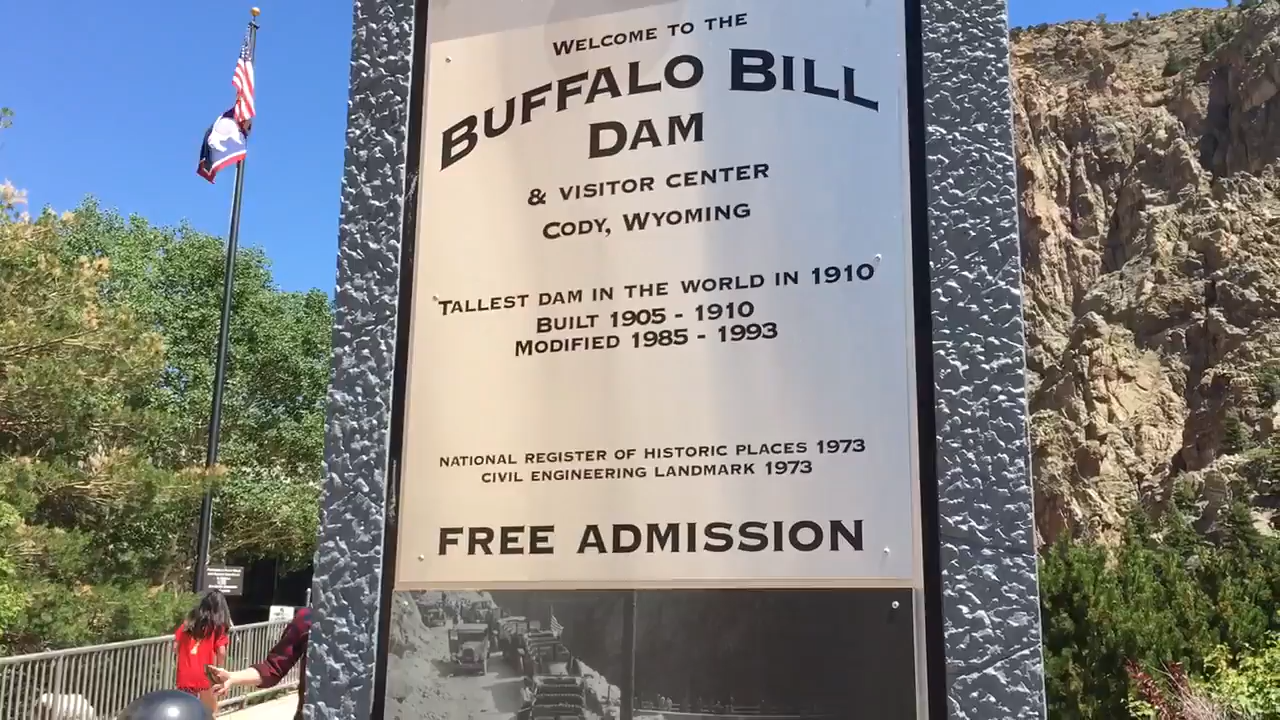 WELCOME TO THE
BUFFALO BILL
DAM
& VISITOR CENTER
CODY, WYOMING
TALLEST DAM IN THE WORLD IN 1910
BUILT 1905 - 1910
MODIFIED 1985 - 1993
NATIONAL REGISTER OF HISTORIC PLACES 1973
CIVIL ENGINEERING LANDMARK 1973
FREE ADMISSION